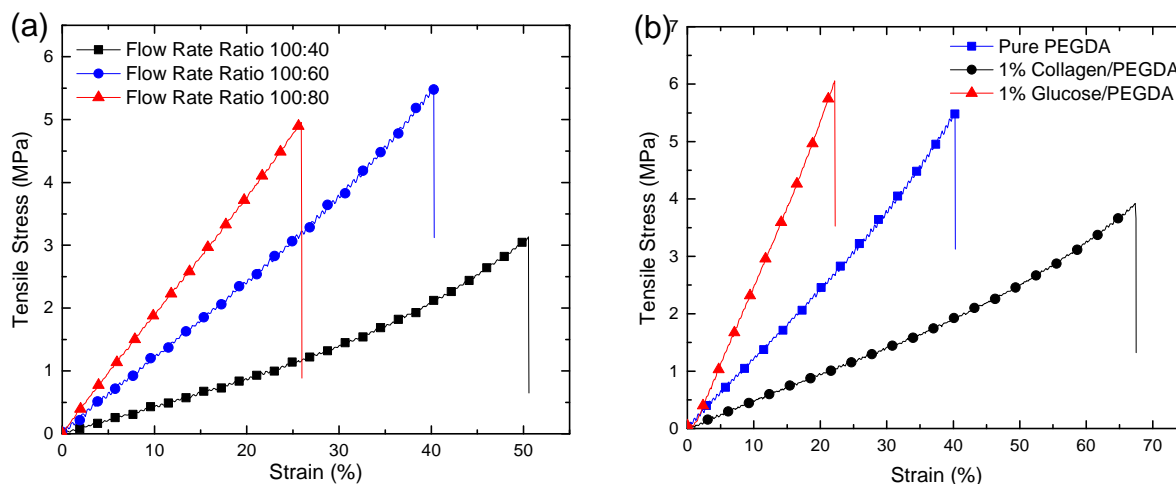 (a)
Flow Rate Ratio 100:40
Flow Rate Ratio 100:60
Flow Rate Ratio 100:80
Tensile Stress (MPa)
6
5
4
3
2
1
0
0 10 20 30 40 50
Strain (%)
(b)
Pure PEGDA
1% Collagen/PEGDA
1% Glucose/PEGDA
Tensile Stress (MPa)
7
6
5
4
3
2
1
0
0 10 20 30 40 50 60 70
Strain (%)